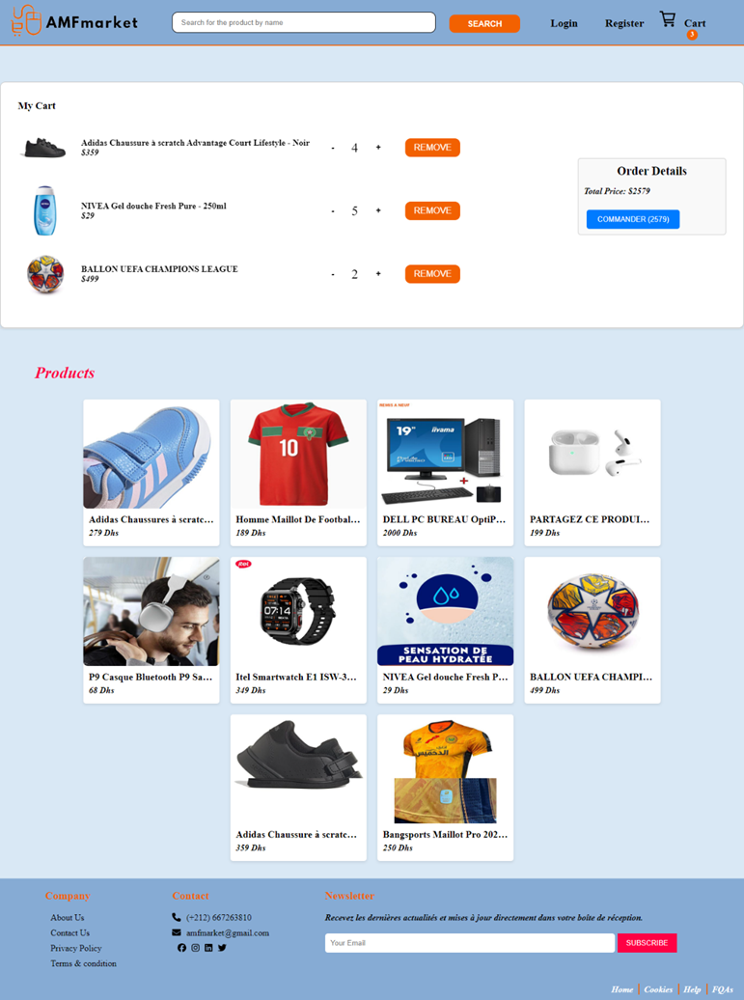 AMFmarket
Search for the product by name
SEARCH
Login
Register
Cart
3
My Cart
Adidas Chaussure à scratch Advantage Court Lifestyle - Noir
$359
- 4 +
REMOVE
NIVEA Gel douche Fresh Pure - 250ml
$29
- 5 +
REMOVE
BALLON UEFA CHAMPIONS LEAGUE
$499
- 2 +
REMOVE
Order Details
Total Price: $2579
COMMANDER (2579)
Products
10
19"
iiyama
Adidas Chaussures à scratc...
279 Dhs
Homme Maillot De Footbal...
189 Dhs
DELL PC BUREAU OptiP...
2000 Dhs
PARTAGEZ CE PRODUI...
199 Dhs
07:14
SENSATION DE
PEAU HYDRATÉE
P9 Casque Bluetooth P9 Sa...
68 Dhs
Itel Smartwatch E1 ISW-3...
349 Dhs
NIVEA Gel douche Fresh P...
29 Dhs
BALLON UEFA CHAMPI...
499 Dhs
Adidas Chaussure à scratc...
359 Dhs
Bangsports Maillot Pro 202...
250 Dhs
Company
About Us
Contact Us
Privacy Policy
Terms & condition
Contact
(+212) 667263810
amfmarket@gmail.com
Newsletter
Recevez les dernières actualités et mises à jour directement dans votre boîte de réception.
Your Email
SUBSCRIBE
Home | Cookies | Help | FQAs